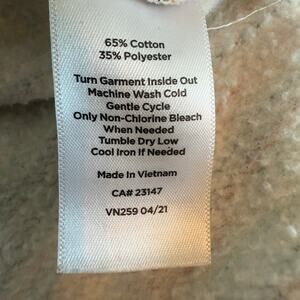 65% Cotton
35% Polyester
Turn Garment Inside Out
Machine Wash Cold
Gentle Cycle
Only Non-Chlorine Bleach
When Needed
Tumble Dry Low
Cool Iron If Needed
Made In Vietnam
CA# 23147
VN259 04/21